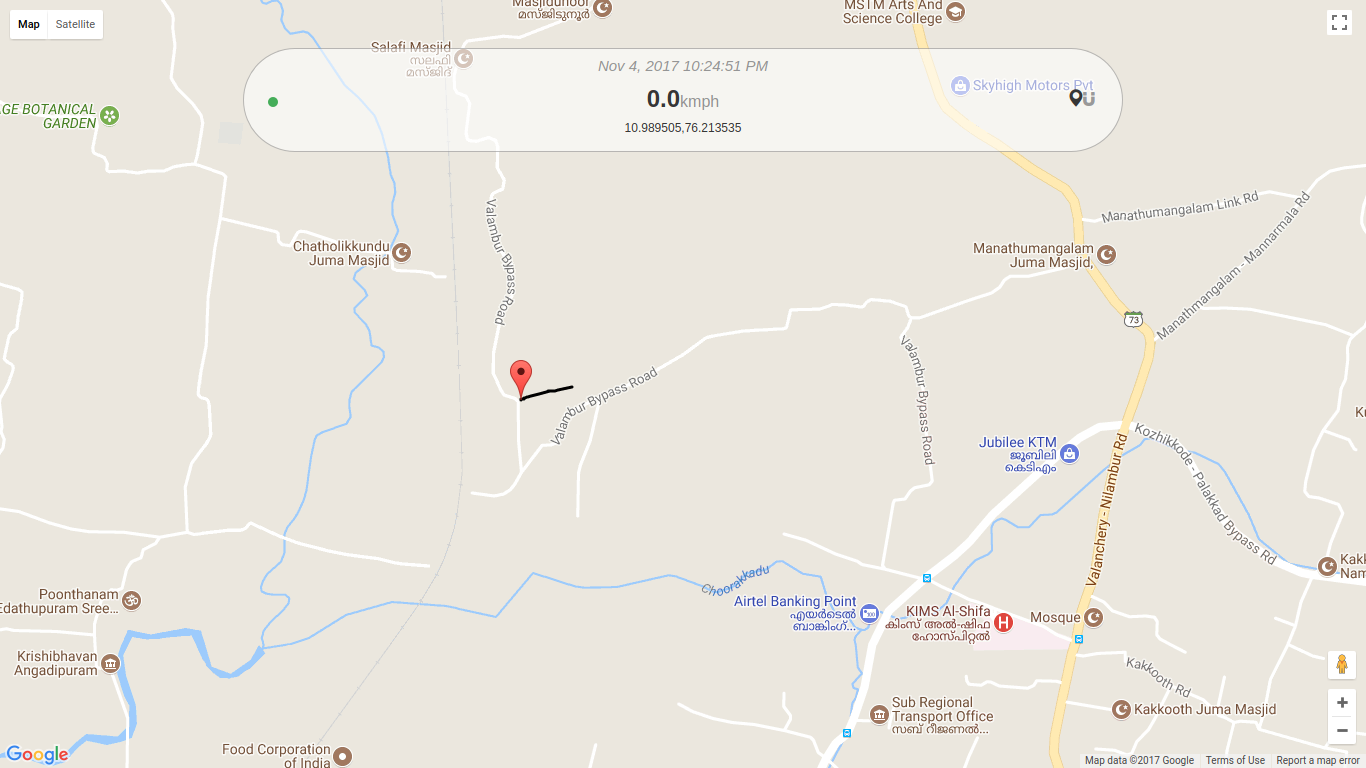 Map Satellite
Masjidunoor
മസ്ജിദുനൂർ
MSTM Arts And
Science College
Salafi Masjid
സലഫി
മസ്ജിദ്
Nov 4, 2017 10:24:51 PM
0.0kmph
10.989505,76.213535
Skyhigh Motors Pvt
GE BOTANICAL
GARDEN
Valambur Bypass Road
Chatholikkundu
Juma Masjid
Manathumangalam Link Rd
Manathmangalam - Mannarmala Rd
Manathumangalam
Juma Masjid,
73
Valambur Bypass Road
Valambur Bypass Road
Jubilee KTM
ജൂബിലി
കെടിഎം
Kozhikkode - Palakkad Bypass Rd
Valanchery - Nilambur Rd
Choorakkadu
Poonthanam
Edathupuram Sree...
Airtel Banking Point
എയർടെൽ
ബാങ്കിംഗ്...
KIMS Al-Shifa
കിംസ് അൽ-ഷിഫ
ഹോസ്പിറ്റൽ
H
Mosque
Kakk
Nam
Krishibhavan
Angadipuram
Kakkooth Rd
Sub Regional
Transport Office
സബ് റീജണൽ...
Kakkooth Juma Masjid
Food Corporation
of India
Google
Map data ©2017 Google Terms of Use Report a map error